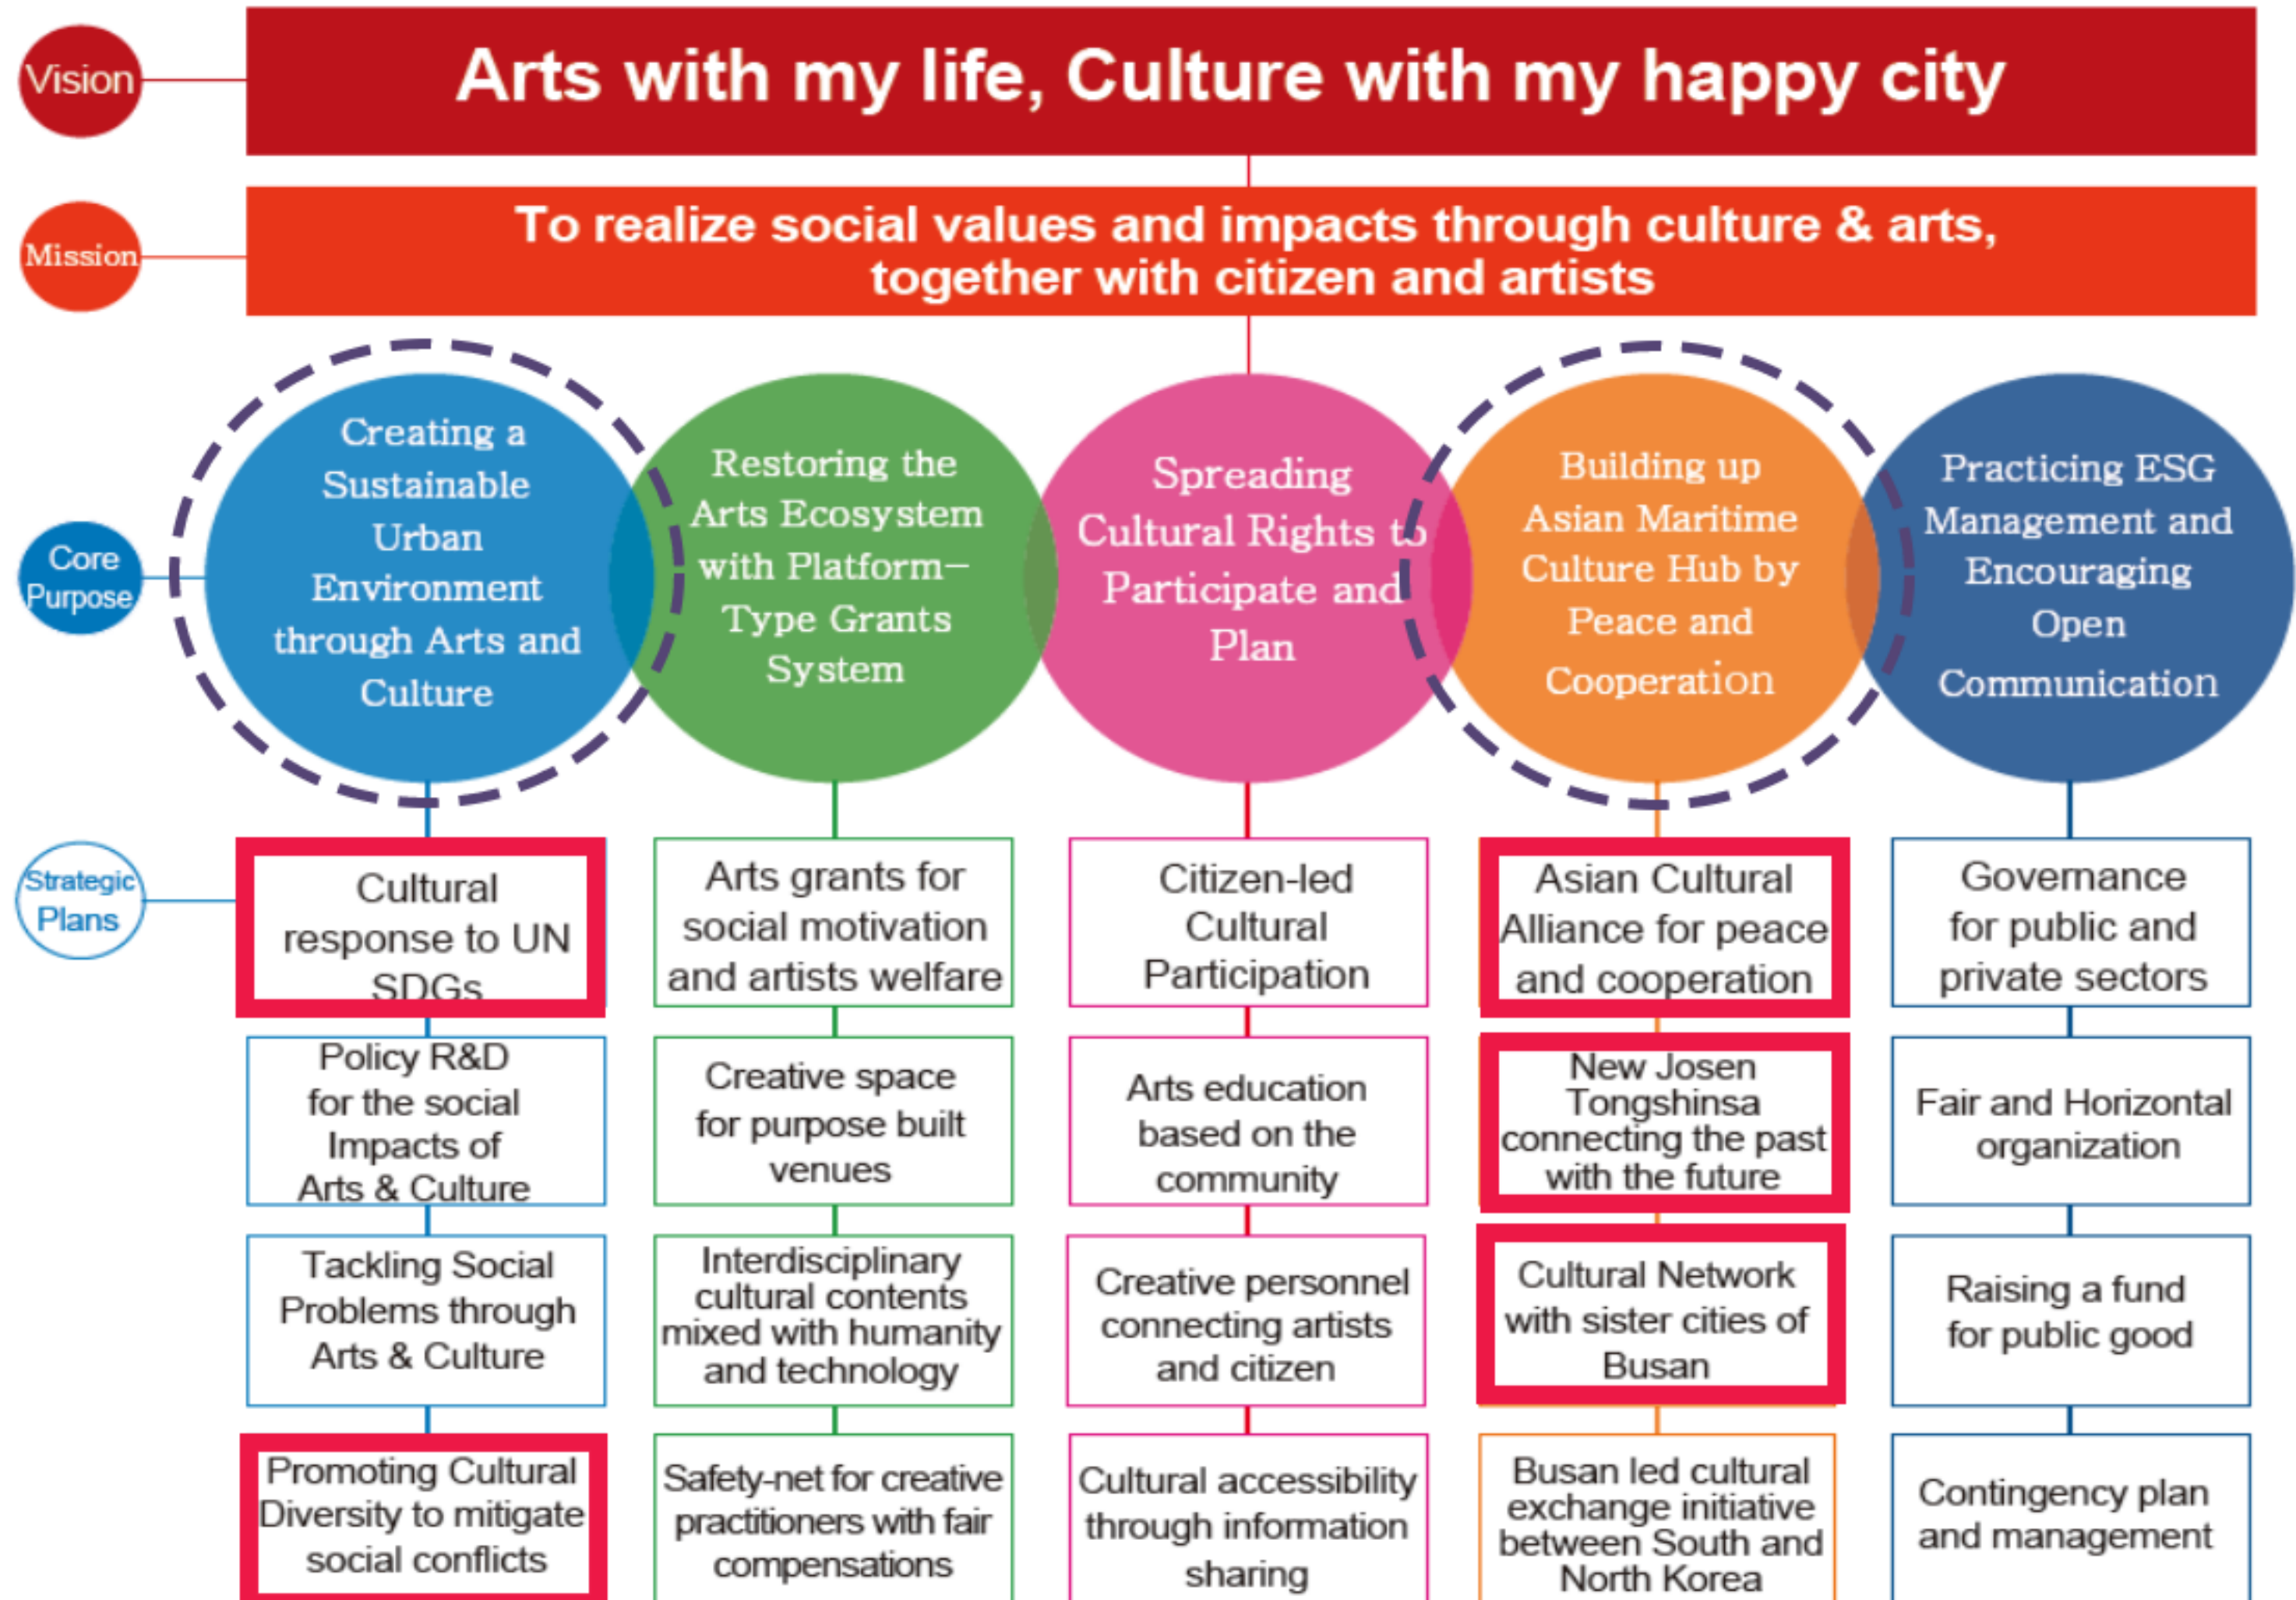 Vision
Arts with my life, Culture with my happy city
Mission
To realize social values and impacts through culture & arts,
together with citizen and artists
Core
Purpose
Creating a
Sustainable
Urban
Environment
through Arts and
Culture
Restoring the
Arts Ecosystem
with Platform-
Type Grants
System
Spreading
Cultural Rights to
Participate and
Plan
Building up
Asian Maritime
Culture Hub by
Peace and
Cooperation
Practicing ESG
Management and
Encouraging
Open
Communication
Strategic
Plans
Cultural
response to UN
SDGs
Arts grants for
social motivation
and artists welfare
Citizen-led
Cultural
Participation
Asian Cultural
Alliance for peace
and cooperation
Governance
for public and
private sectors
Policy R&D
for the social
Impacts of
Arts & Culture
Creative space
for purpose built
venues
Arts education
based on the
community
New Josen
Tongshinsa
connecting the past
with the future
Fair and Horizontal
organization
Tackling Social
Problems through
Arts & Culture
Interdisciplinary
cultural contents
mixed with humanity
and technology
Creative personnel
connecting artists
and citizen
Cultural Network
with sister cities of
Busan
Raising a fund
for public good
Promoting Cultural
Diversity to mitigate
social conflicts
Safety-net for creative
practitioners with fair
compensations
Cultural accessibility
through information
sharing
Busan led cultural
exchange initiative
between South and
North Korea
Contingency plan
and management